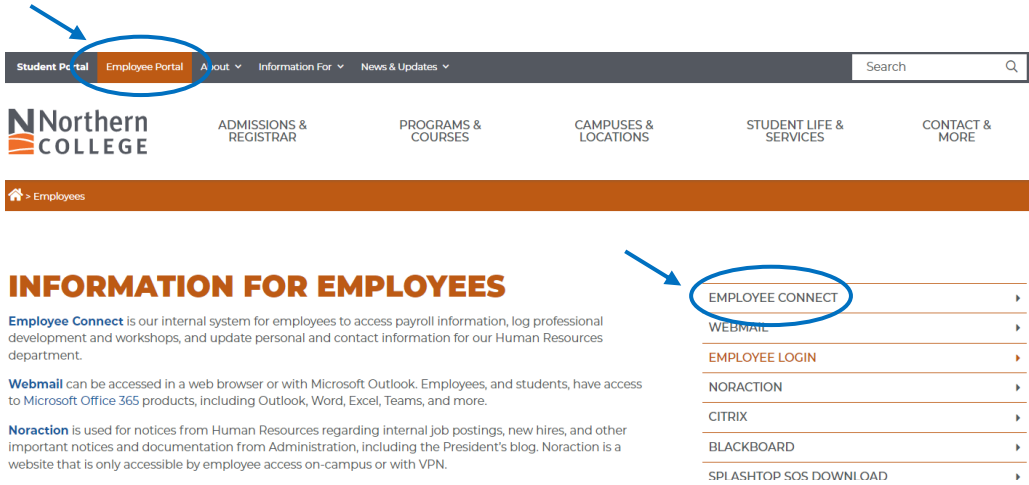 Student Portal Employee Portal About Information For News & Updates Search
Northern COLLEGE
ADMISSIONS & REGISTRAR
PROGRAMS & COURSES
CAMPUSES & LOCATIONS
STUDENT LIFE & SERVICES
CONTACT & MORE
> Employees
INFORMATION FOR EMPLOYEES
Employee Connect is our internal system for employees to access payroll information, log professional
development and workshops, and update personal and contact information for our Human Resources
department.
Webmail can be accessed in a web browser or with Microsoft Outlook. Employees, and students, have access
to Microsoft Office 365 products, including Outlook, Word, Excel, Teams, and more.
Noraction is used for notices from Human Resources regarding internal job postings, new hires, and other
important notices and documentation from Administration, including the President's blog. Noraction is a
website that is only accessible by employee access on-campus or with VPN.
EMPLOYEE CONNECT
WEBMAIL
EMPLOYEE LOGIN
NORACTION
CITRIX
BLACKBOARD
SPLASHTOP SOS DOWNLOAD